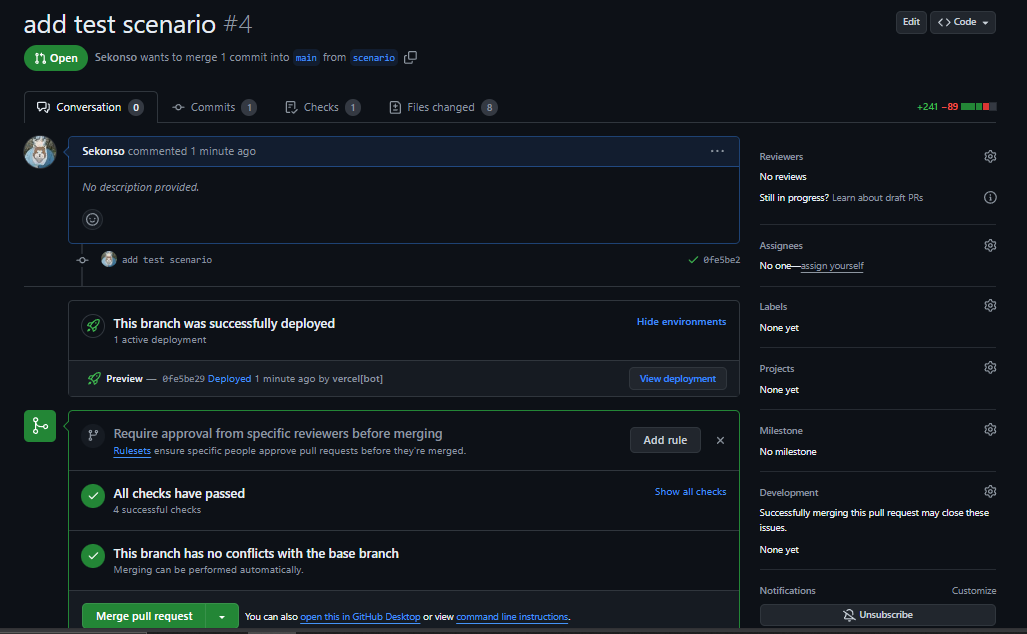 add test scenario #4
Edit
Code
Open
Sekonso wants to merge 1 commit into main from scenario
Conversation 0
Commits 1
Checks 1
Files changed 8
+241 −89
Sekonso commented 1 minute ago
No description provided.
add test scenario
0fe5be2
This branch was successfully deployed
1 active deployment
Hide environments
Preview — 0fe5be29 Deployed 1 minute ago by vercel[bot]
View deployment
Require approval from specific reviewers before merging
Rulesets ensure specific people approve pull requests before they're merged.
Add rule
All checks have passed
4 successful checks
Show all checks
This branch has no conflicts with the base branch
Merging can be performed automatically.
Merge pull request
You can also open this in GitHub Desktop or view command line instructions.
Reviewers
No reviews
Still in progress? Learn about draft PRs
Assignees
No one—assign yourself
Labels
None yet
Projects
None yet
Milestone
No milestone
Development
Successfully merging this pull request may close these
issues.
None yet
Notifications
Customize
Unsubscribe